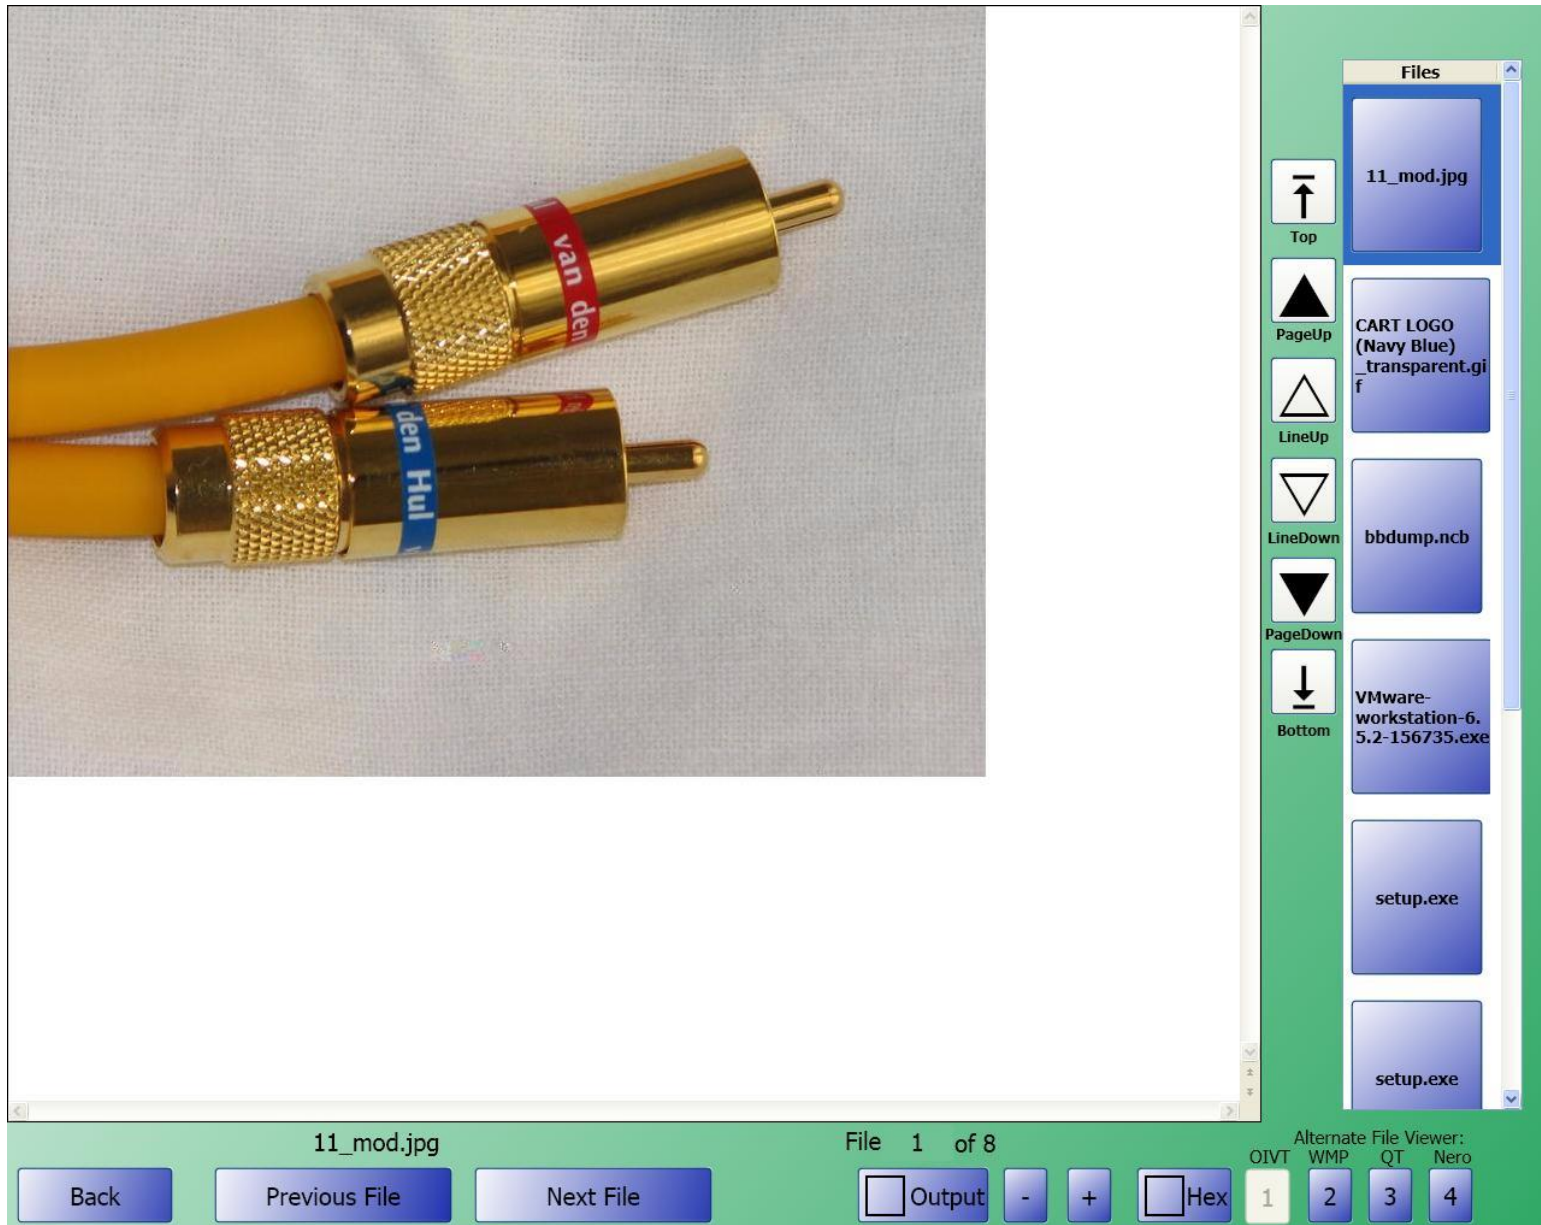 van den
den Hul
Top
PageUp
LineUp
LineDown
PageDown
Bottom
Files
11_mod.jpg
CART LOGO
(Navy Blue)
_transparent.gi
f
bbdump.ncb
VMware-
workstation-6.
5.2-156735.exe
setup.exe
setup.exe
11_mod.jpg
File 1 of 8
Alternate File Viewer:
OIVT WMP QT Nero
Back
Previous File
Next File
Output
-
+
Hex
1
2
3
4